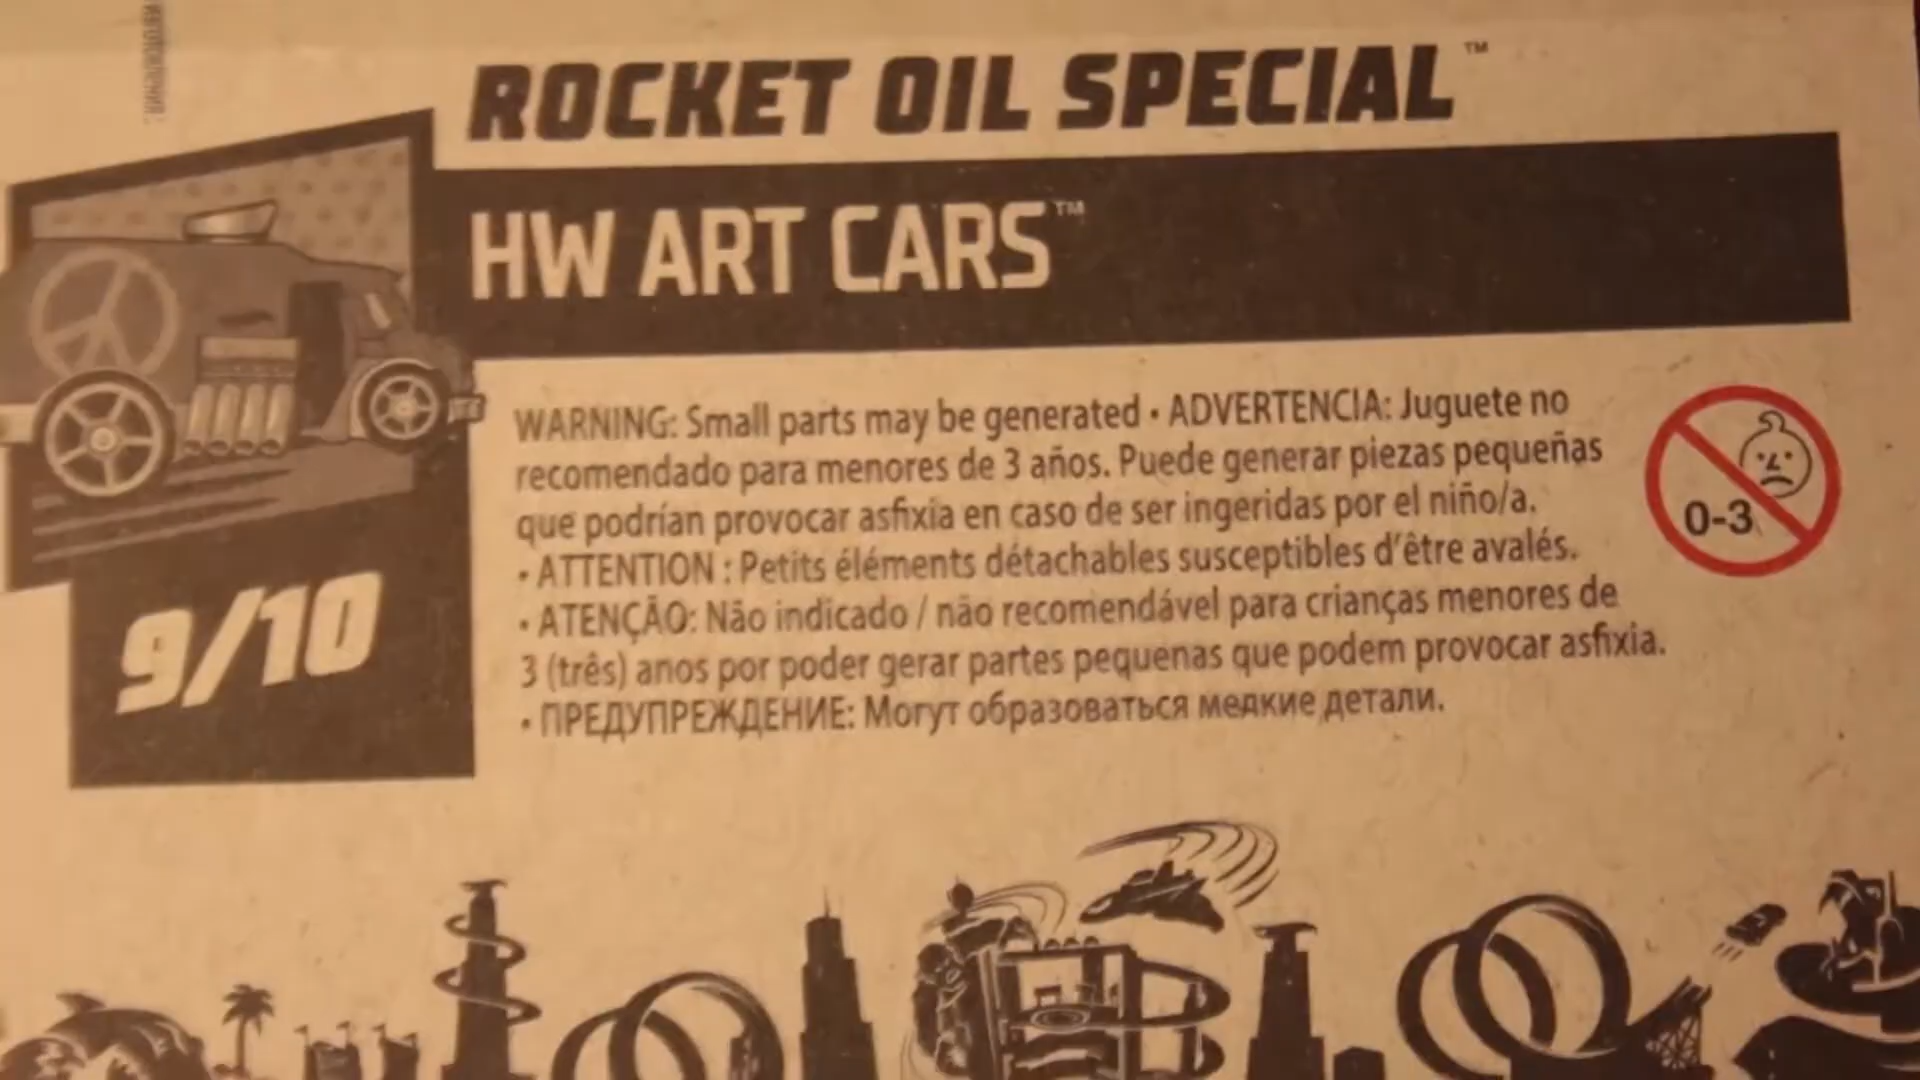 ROCKET OIL SPECIAL™
HW ART CARS™
WARNING: Small parts may be generated • ADVERTENCIA: Juguete no
recomendado para menores de 3 años. Puede generar piezas pequeñas
que podrían provocar asfixia en caso de ser ingeridas por el niño/a.
• ATTENTION : Petits éléments détachables susceptibles d'être avalés.
• ATENÇÃO: Não indicado / não recomendável para crianças menores de
3 (três) anos por poder gerar partes pequenas que podem provocar asfixia.
• ПРЕДУПРЕЖДЕНИЕ: Могут образоваться мелкие детали.
0-3
9/10